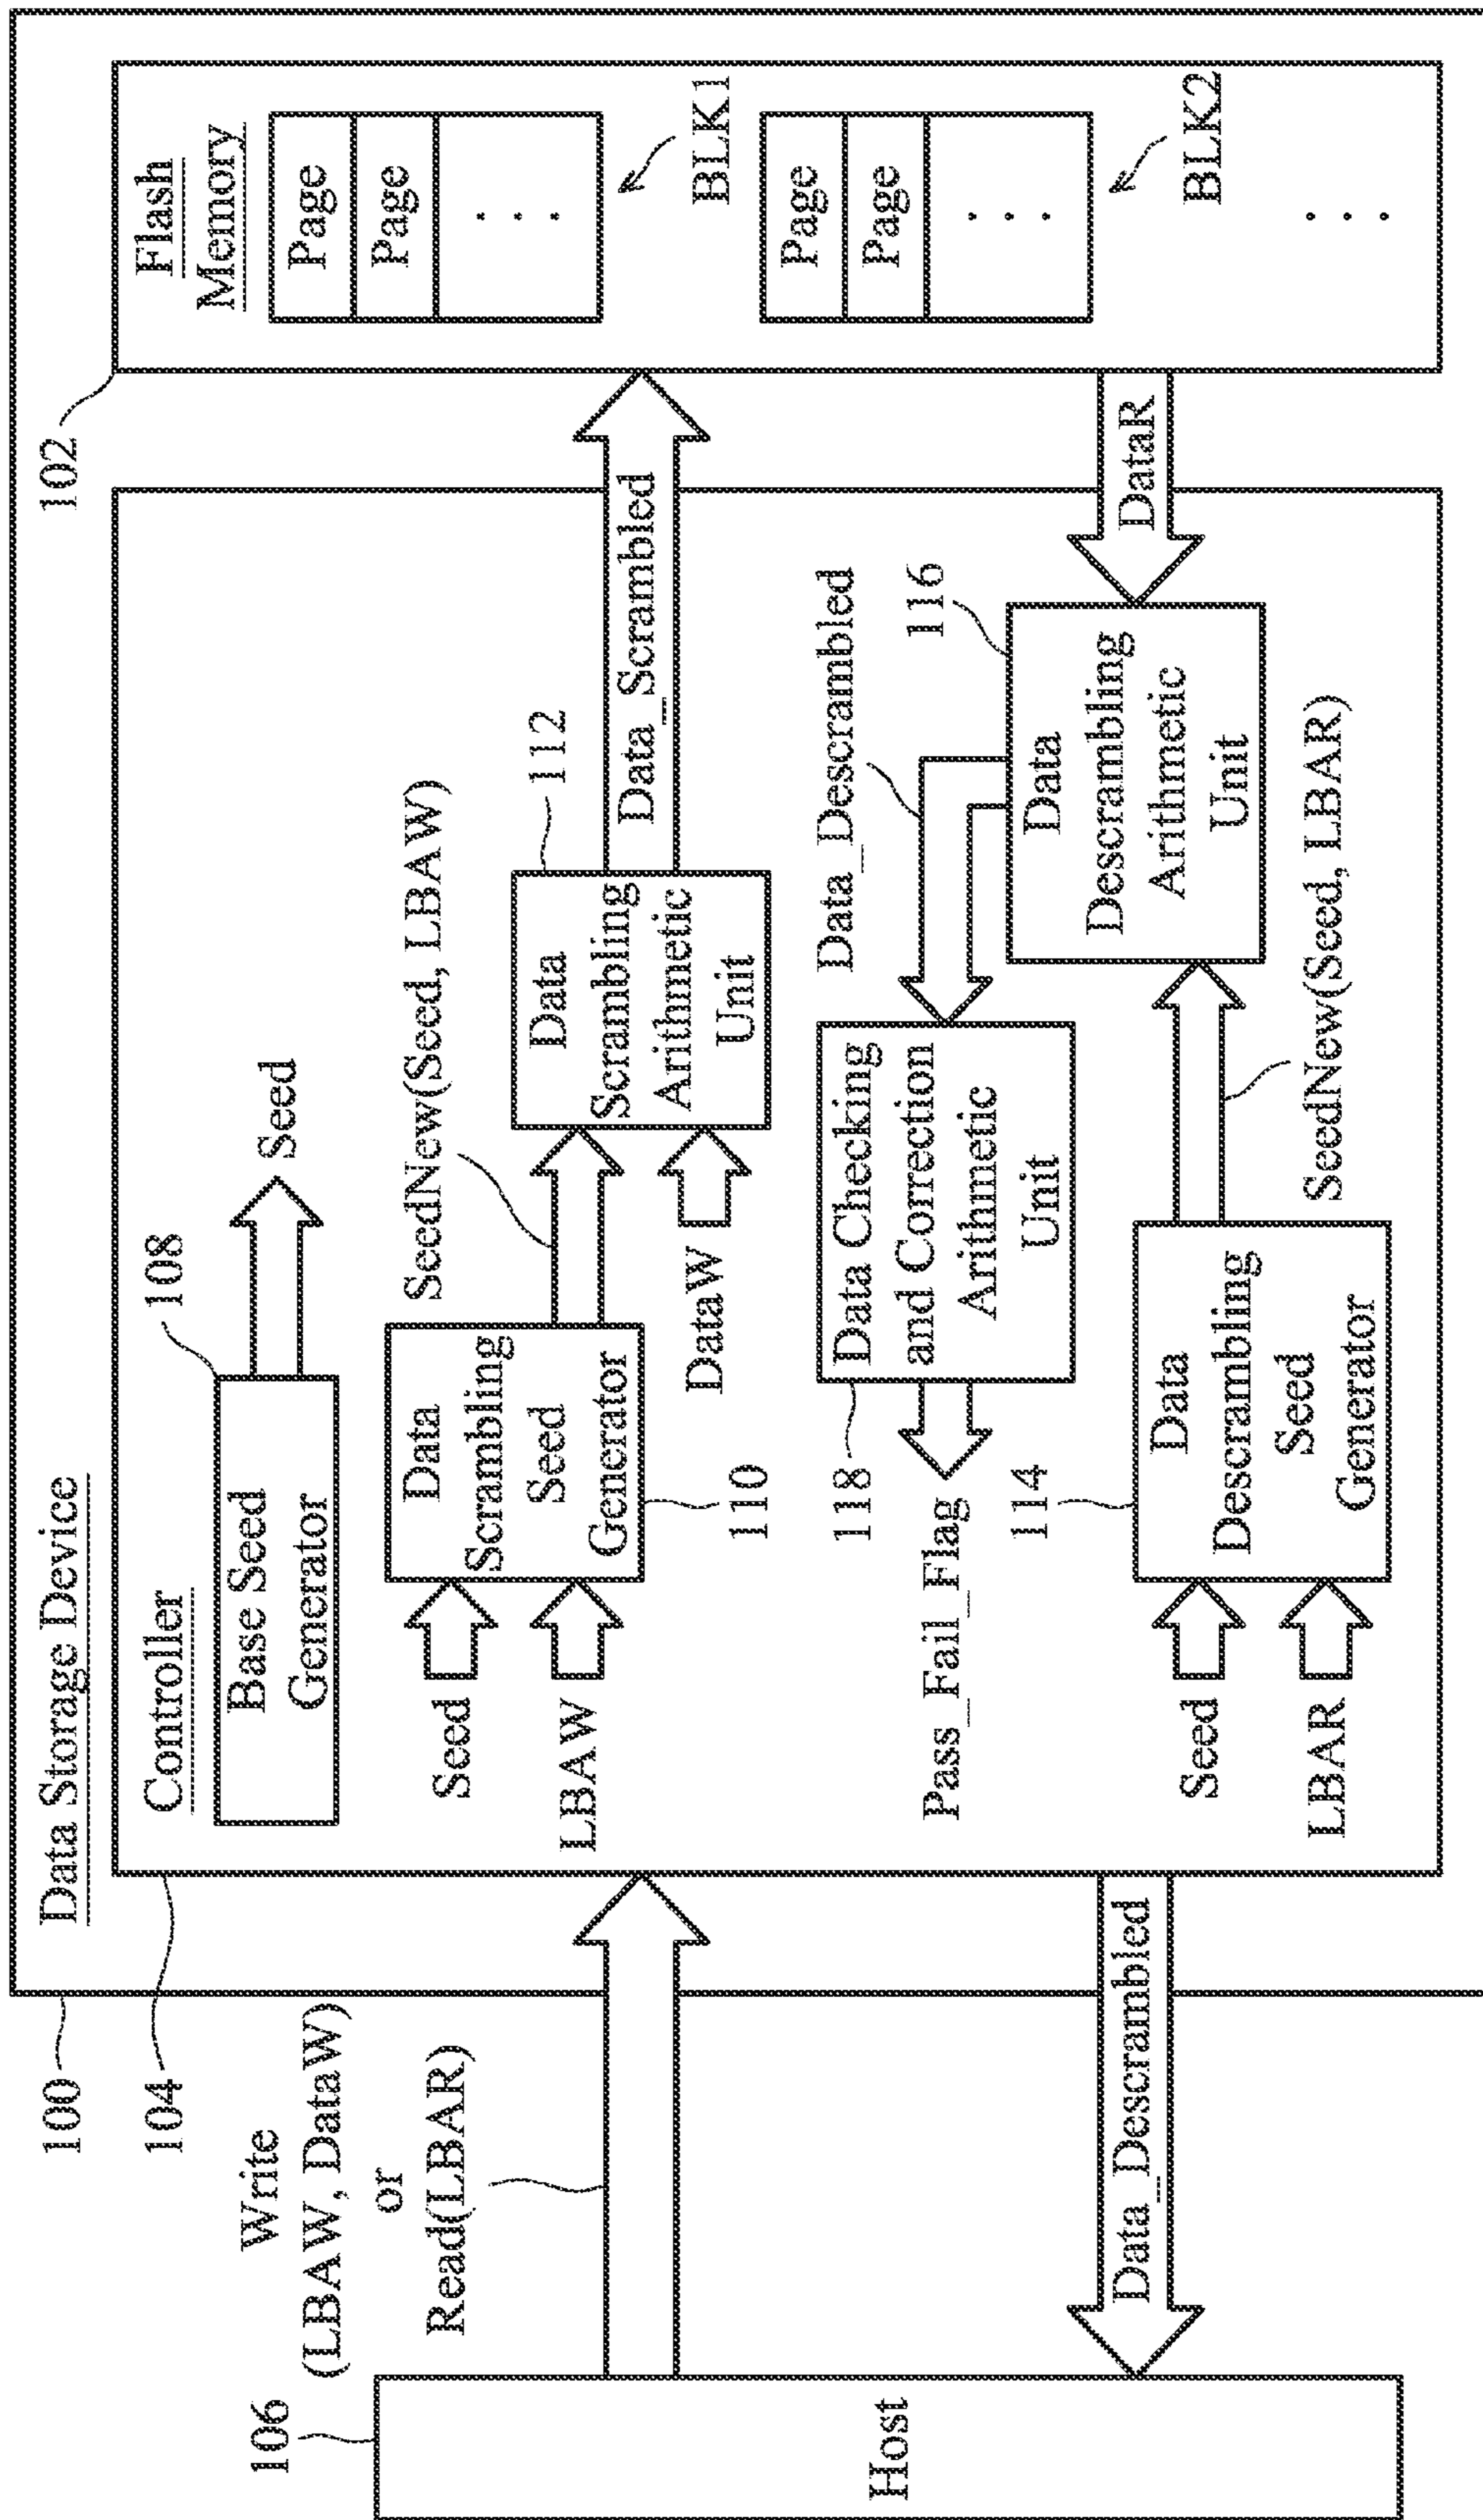 Data Storage Device
100
104
Controller
Base Seed
Generator
108
Seed
Seed
LBAW
Data
Scrambling
Seed
Generator
110
SeedNew(Seed, LBAW)
DataW
Data
Scrambling
Arithmetic
Unit
112
Data_Scrambled
Pass_Fail_Flag
118
Data Checking
and Correction
Arithmetic
Unit
Data_Descrambled
116
Data
Descrambling
Arithmetic
Unit
DataR
Seed
LBAR
114
Data
Descrambling
Seed
Generator
SeedNew(Seed, LBAR)
102
Flash
Memory
Page
Page
BLK1
Page
Page
BLK2
106
Host
Write
(LBAW, DataW)
or
Read(LBAR)
Data_Descrambled